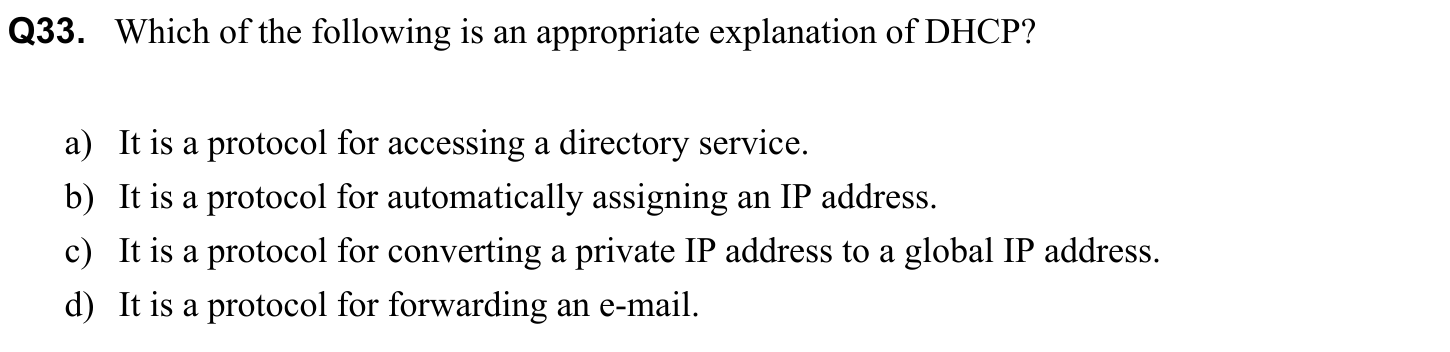 Q33. Which of the following is an appropriate explanation of DHCP?
a) It is a protocol for accessing a directory service.
b) It is a protocol for automatically assigning an IP address.
c) It is a protocol for converting a private IP address to a global IP address.
d) It is a protocol for forwarding an e-mail.